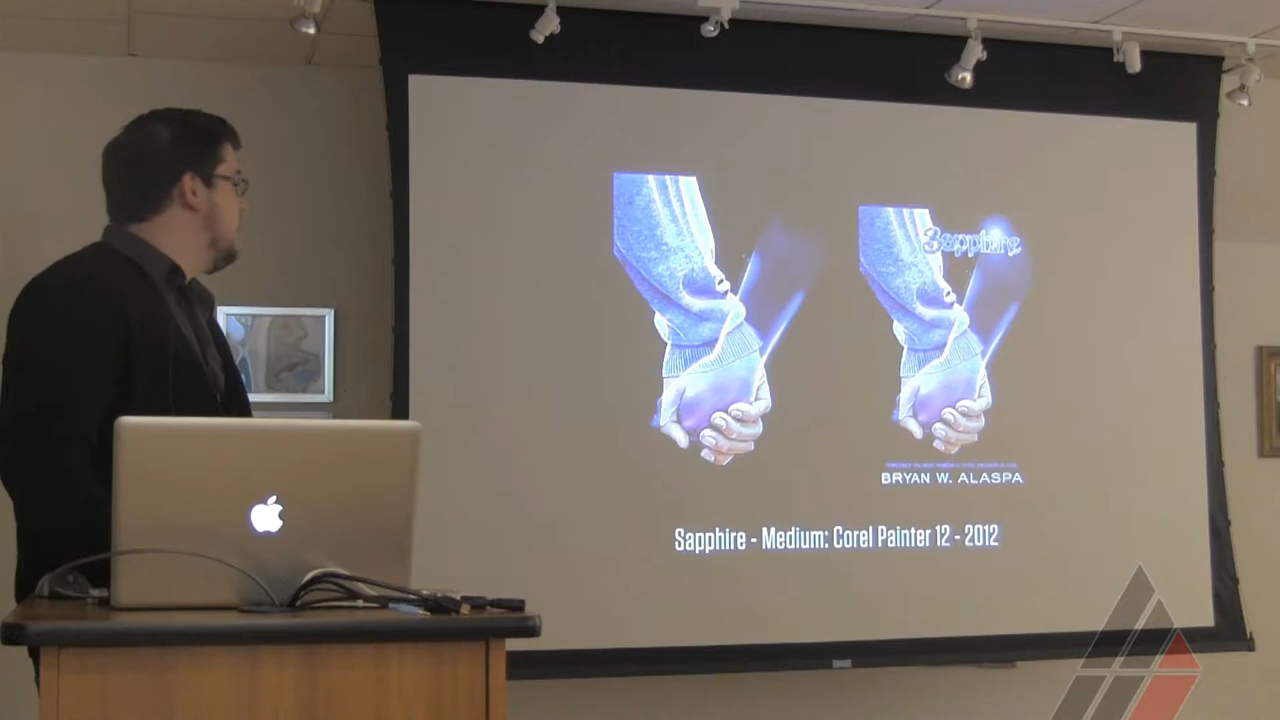 Sapphire
BRYAN W. ALASPA
Sapphire - Medium: Corel Painter 12 - 2012